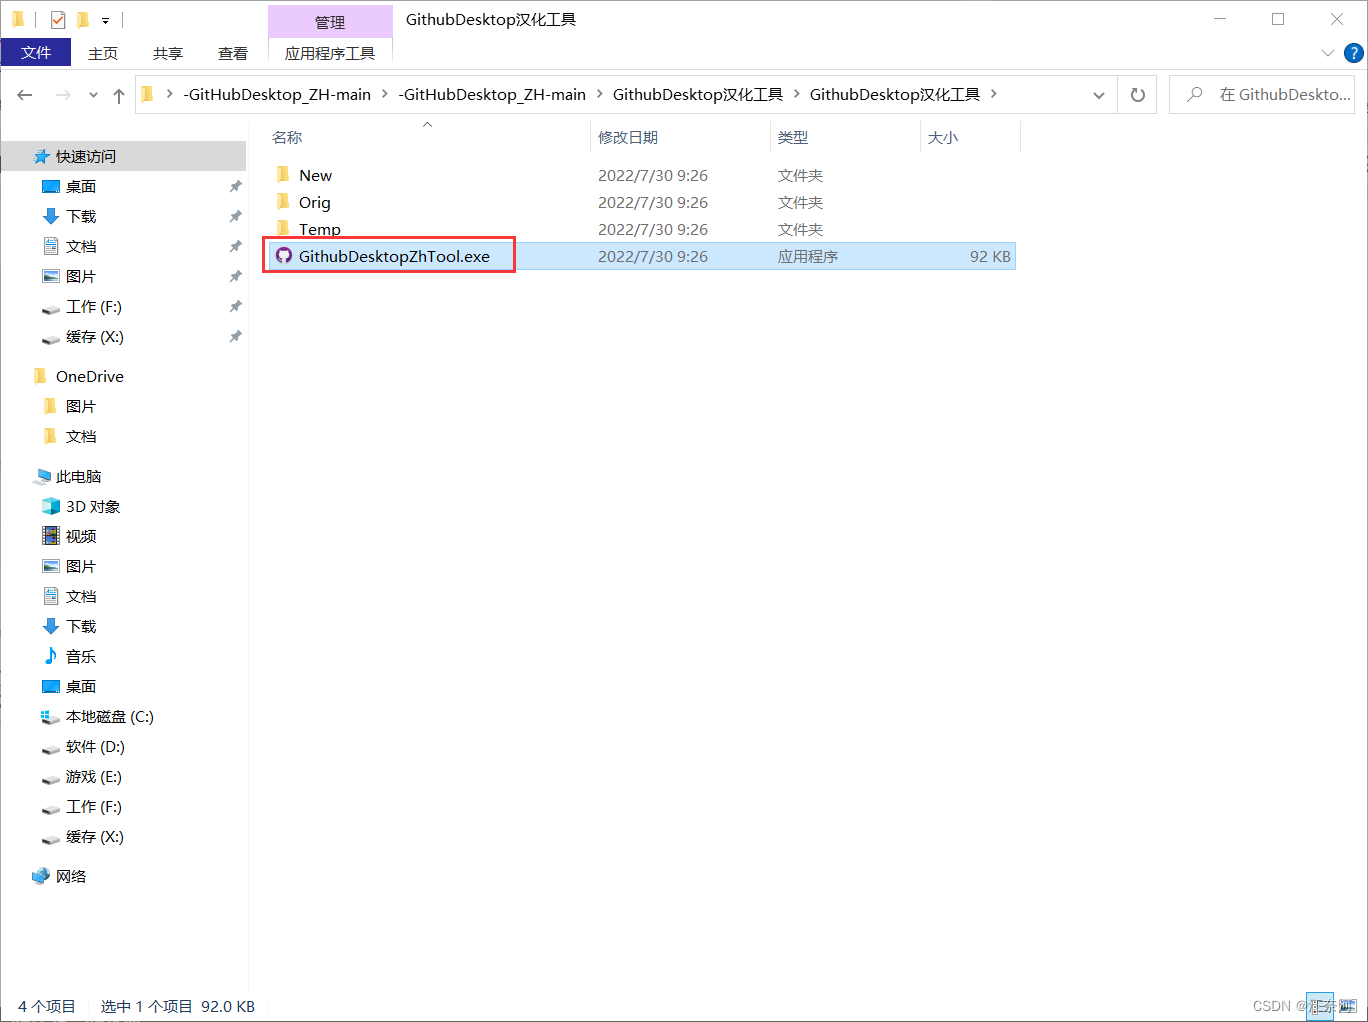 管理
GithubDesktop汉化工具
文件
主页
共享
查看
应用程序工具
-GitHubDesktop_ZH-main
-GitHubDesktop_ZH-main
GithubDesktop汉化工具
GithubDesktop汉化工具
在 GithubDeskto...
名称
修改日期
类型
大小
New 2022/7/30 9:26 文件夹
Orig 2022/7/30 9:26 文件夹
Temp 2022/7/30 9:26 文件夹
GithubDesktopZhTool.exe 2022/7/30 9:26 应用程序 92 KB
快速访问
桌面
下载
文档
图片
工作 (F:)
缓存 (X:)
OneDrive
图片
文档
此电脑
3D 对象
视频
图片
文档
下载
音乐
桌面
本地磁盘 (C:)
软件 (D:)
游戏 (E:)
工作 (F:)
缓存 (X:)
网络
4 个项目
选中 1 个项目 92.0 KB
CSDN